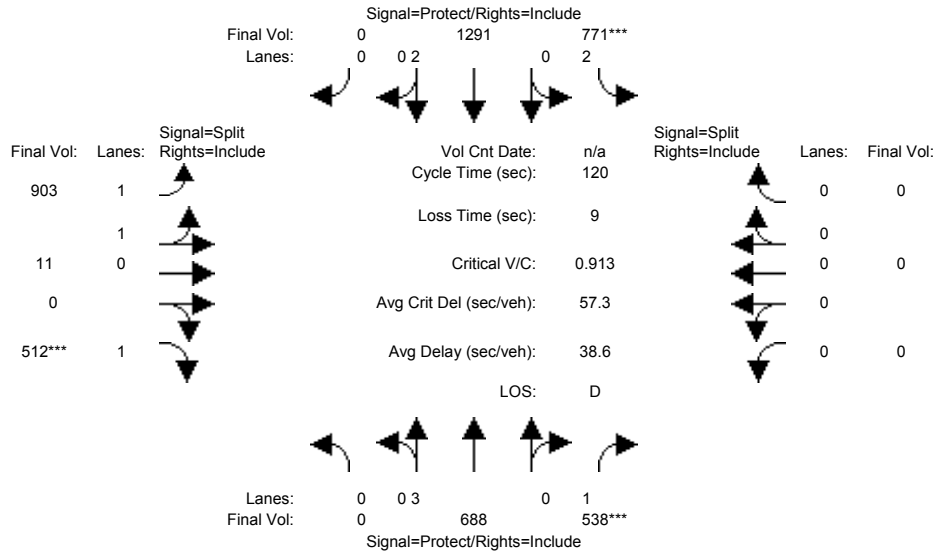 Signal=Protect/Rights=Include
Final Vol: 0 1291 771***
Lanes: 0 0 2 0 2
Signal=Split
Final Vol: Lanes: Rights=Include
Vol Cnt Date: n/a
Signal=Split
Rights=Include Lanes: Final Vol:
Cycle Time (sec): 120
903 1
0 0
Loss Time (sec): 9
1
0
11 0
Critical V/C: 0.913
0 0
0
Avg Crit Del (sec/veh): 57.3
0
512*** 1
Avg Delay (sec/veh): 38.6
0 0
LOS: D
Lanes: 0 0 3 0 1
Final Vol: 0 688 538***
Signal=Protect/Rights=Include